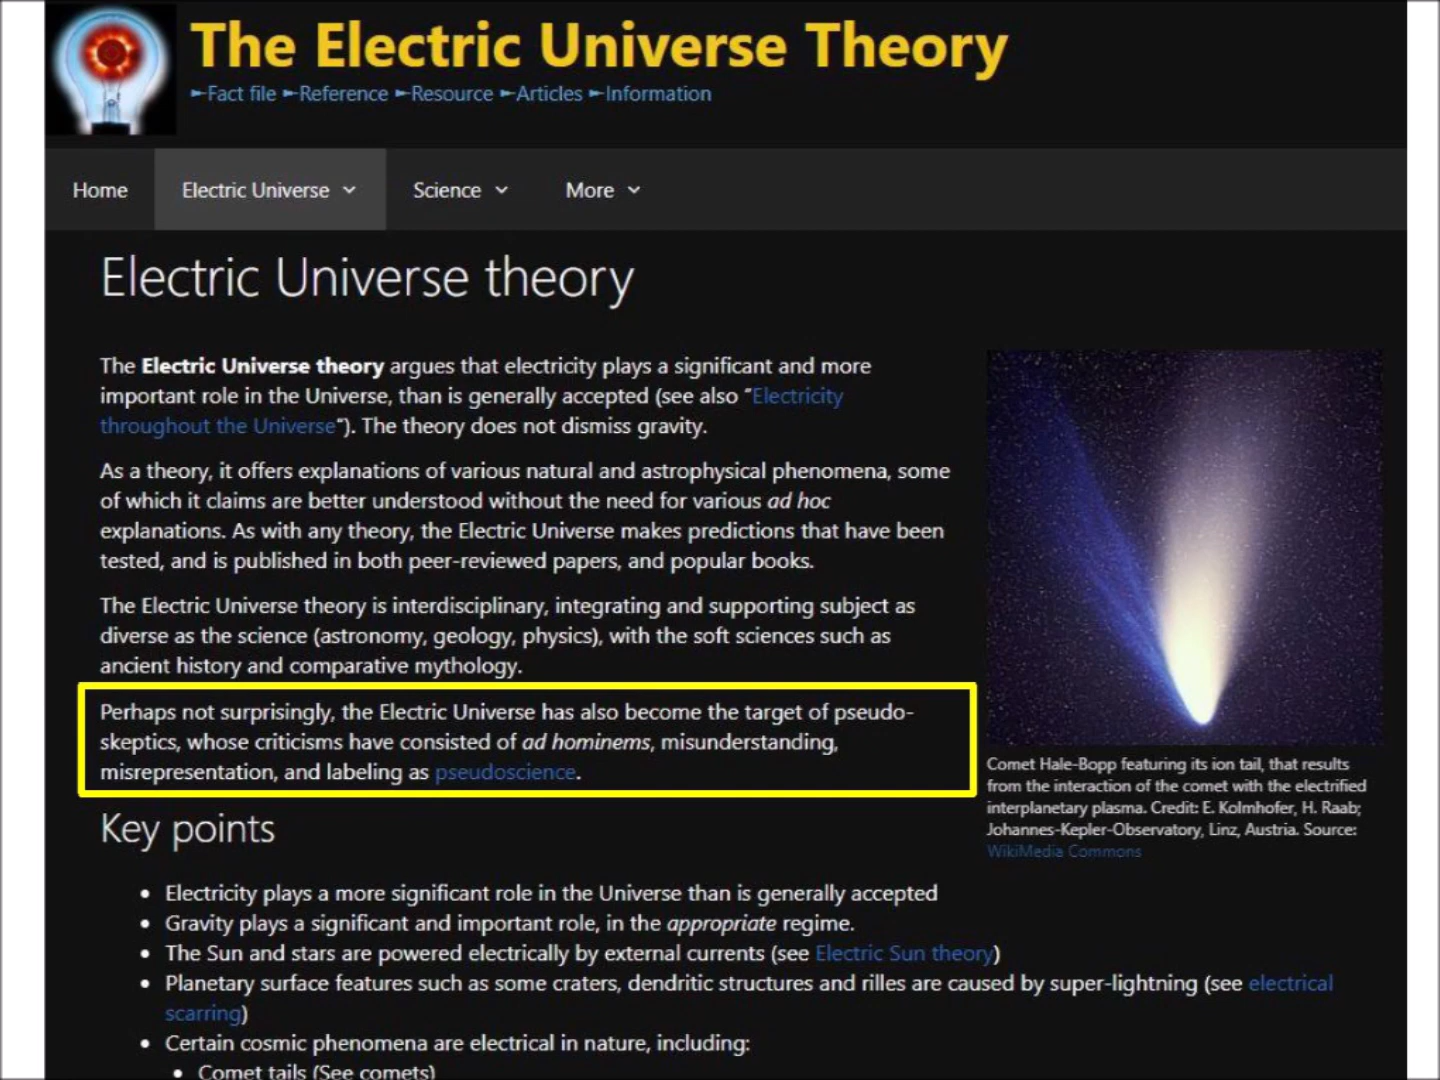 The Electric Universe Theory
►Fact file ►Reference ►Resource ►Articles ►Information
Home
Electric Universe
Science
More
Electric Universe theory
The Electric Universe theory argues that electricity plays a significant and more
important role in the Universe, than is generally accepted (see also "Electricity
throughout the Universe"). The theory does not dismiss gravity.
As a theory, it offers explanations of various natural and astrophysical phenomena, some
of which it claims are better understood without the need for various ad hoc
explanations. As with any theory, the Electric Universe makes predictions that have been
tested, and is published in both peer-reviewed papers, and popular books.
The Electric Universe theory is interdisciplinary, integrating and supporting subject as
diverse as the science (astronomy, geology, physics), with the soft sciences such as
ancient history and comparative mythology.
Perhaps not surprisingly, the Electric Universe has also become the target of pseudo-
skeptics, whose criticisms have consisted of ad hominems, misunderstanding,
misrepresentation, and labeling as pseudoscience.
Comet Hale-Bopp featuring its ion tail, that results
from the interaction of the comet with the electrified
interplanetary plasma. Credit: E. Kolmhofer, H. Raab;
Johannes-Kepler-Observatory, Linz, Austria. Source:
WikiMedia Commons
Key points
• Electricity plays a more significant role in the Universe than is generally accepted
• Gravity plays a significant and important role, in the appropriate regime.
• The Sun and stars are powered electrically by external currents (see Electric Sun theory)
• Planetary surface features such as some craters, dendritic structures and rilles are caused by super-lightning (see electrical
scarring)
• Certain cosmic phenomena are electrical in nature, including:
• Comet tails (See comets)